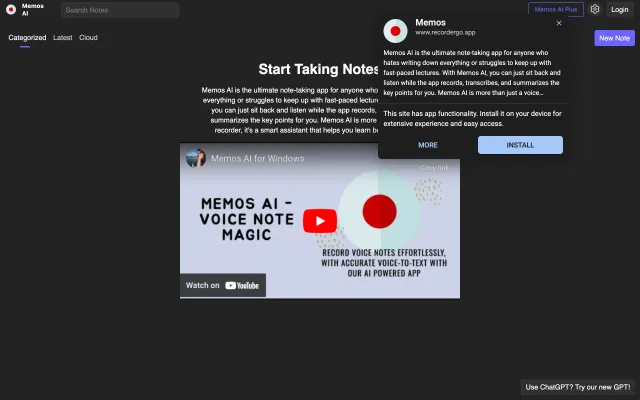 Memos
AI
Search Notes
Memos AI Plus
Login
Categorized
Latest
Cloud
New Note
Memos
www.recordergo.app
Memos AI is the ultimate note-taking app for anyone who
hates writing down everything or struggles to keep up with
fast-paced lectures. With Memos AI, you can just sit back and
listen while the app records, transcribes, and summarizes the
key points for you. Memos AI is more than just a voice...
This site has app functionality. Install it on your device for
extensive experience and easy access.
MORE
INSTALL
Start Taking Notes
Memos AI is the ultimate note-taking app for anyone who
everything or struggles to keep up with fast-paced lecture
you can just sit back and listen while the app records,
summarizes the key points for you. Memos AI is more
recorder, it's a smart assistant that helps you learn
Memos AI for Windows
Copy link
MEMOS AI -
VOICE NOTE
MAGIC
RECORD VOICE NOTES EFFORTLESSLY,
WITH ACCURATE VOICE-TO-TEXT WITH
OUR AI POWERED APP
Watch on YouTube
Use ChatGPT? Try our new GPT!